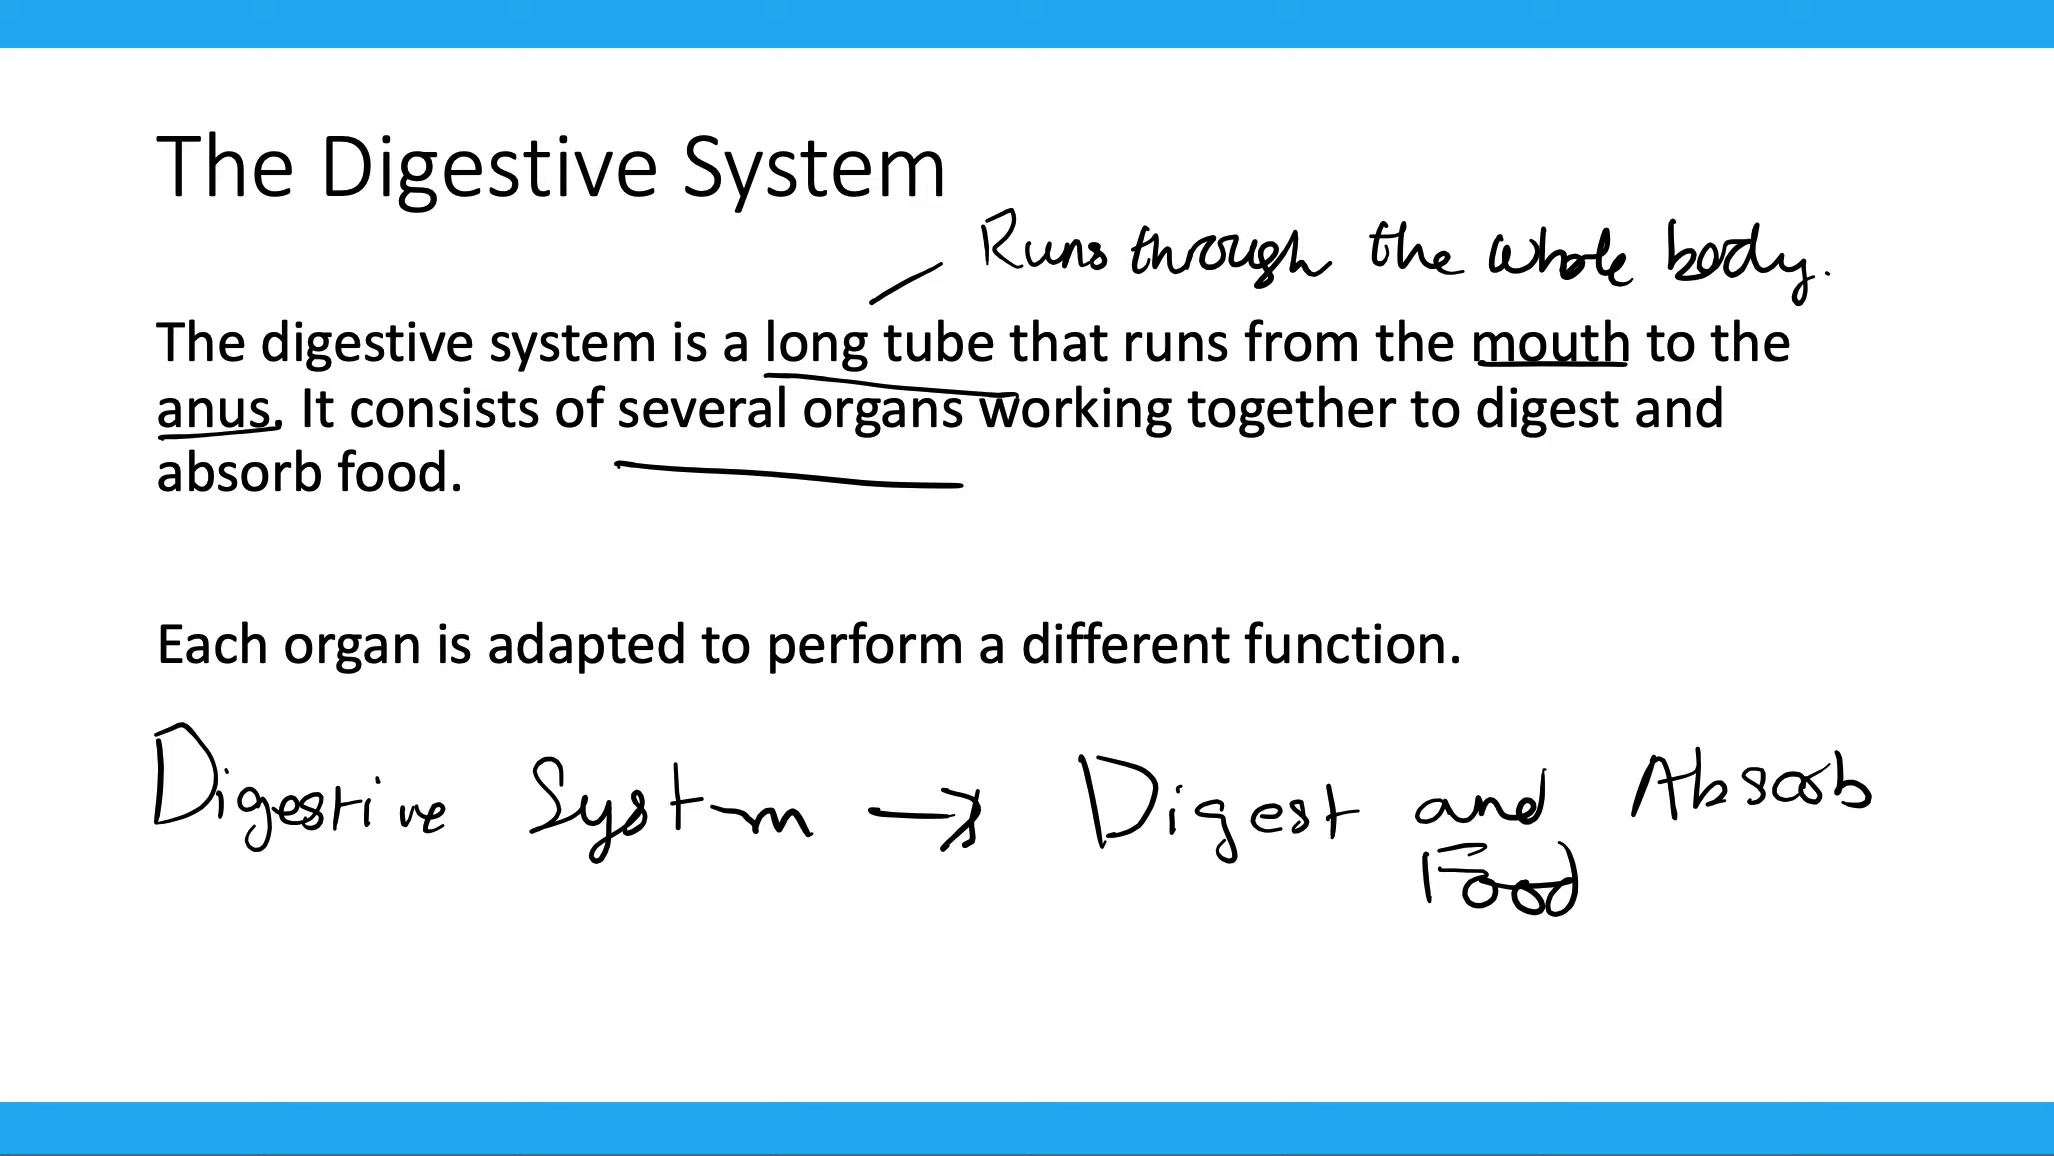 The Digestive System
Runs through the whole body.
The digestive system is a long tube that runs from the mouth to the
anus. It consists of several organs working together to digest and
absorb food.
Each organ is adapted to perform a different function.
Digestive System → Digest and Absorb
Food